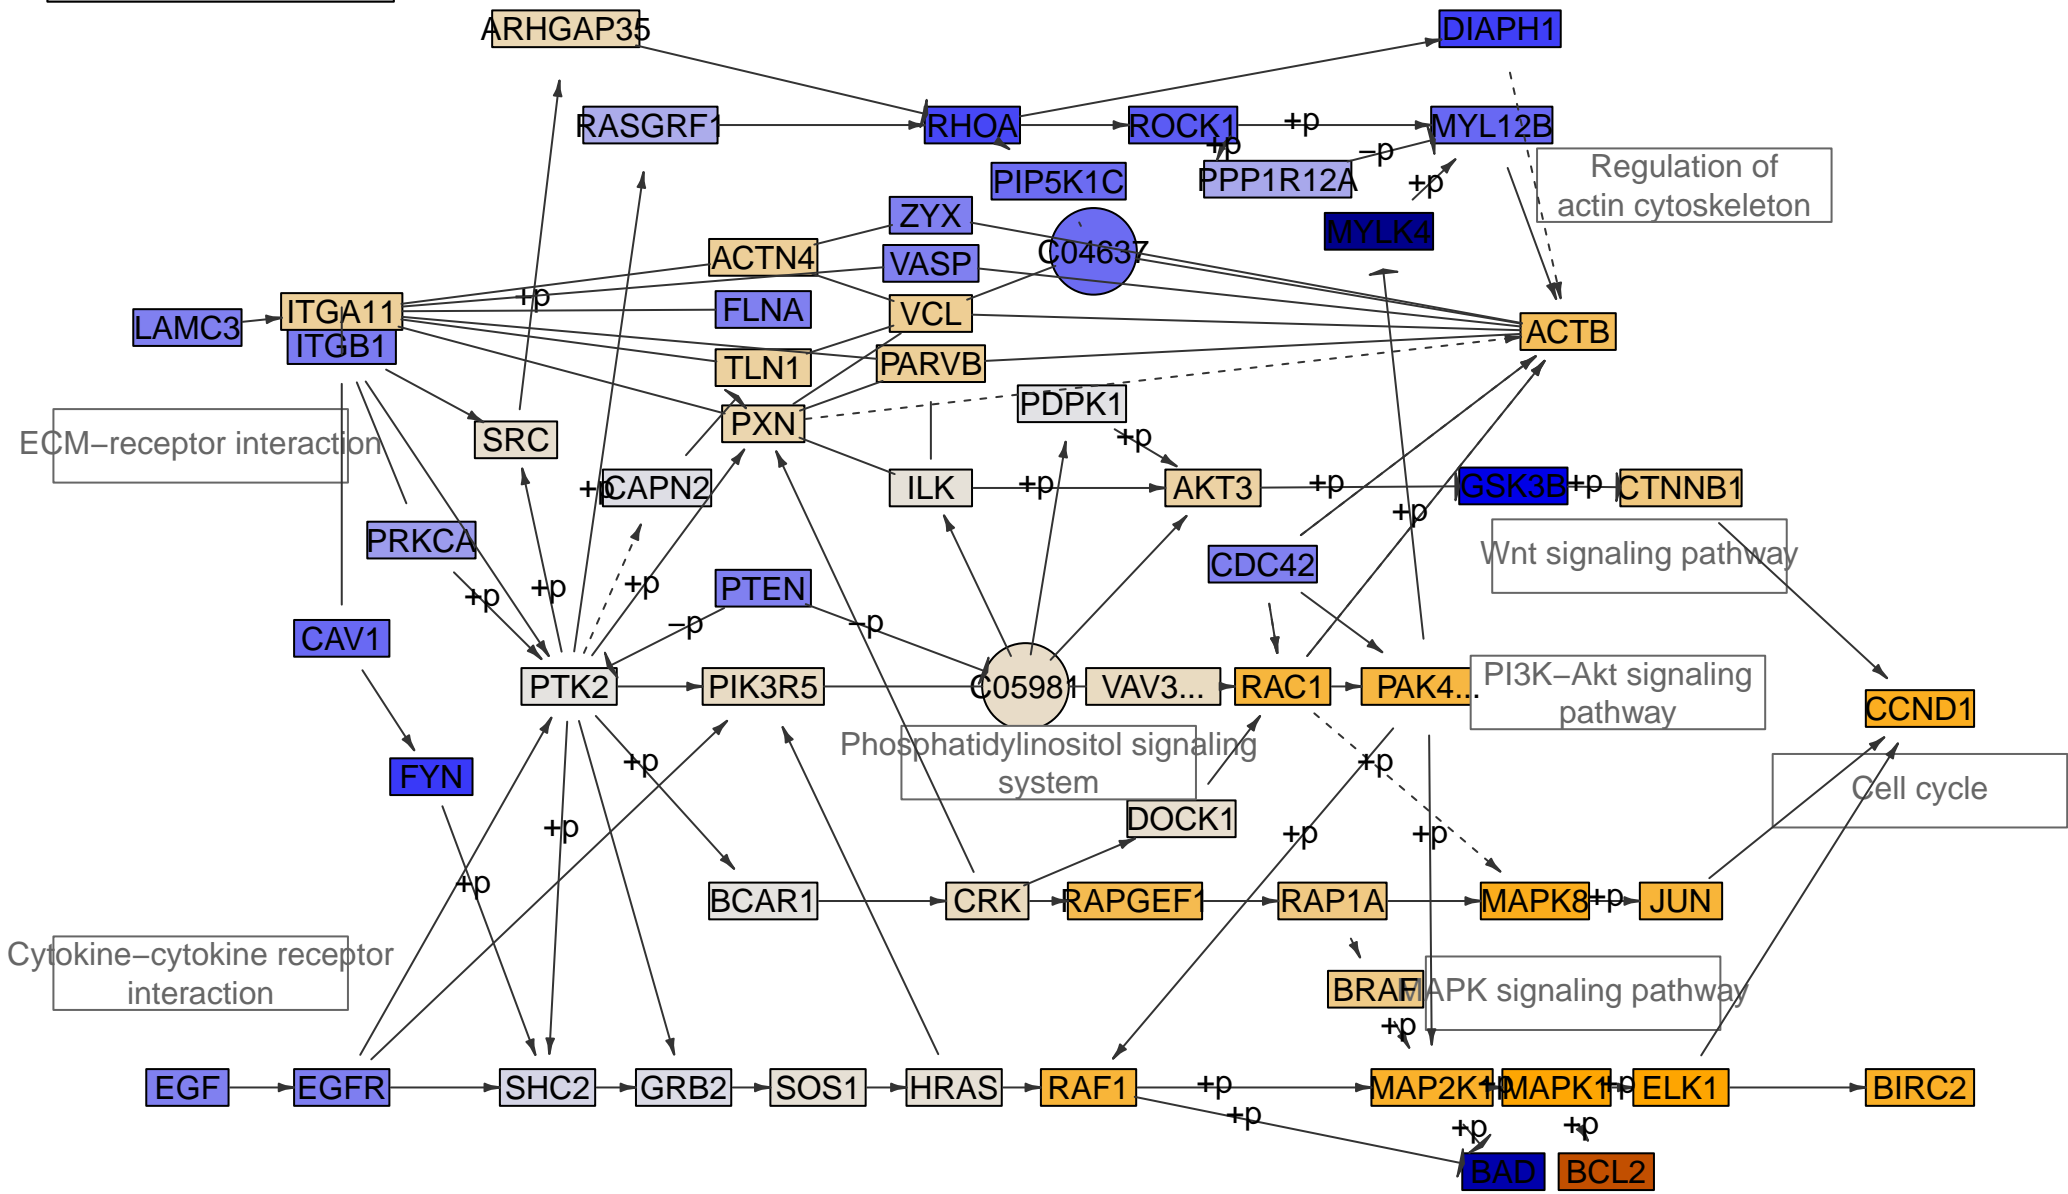 ARHGAP35
DIAPH1
RASGRF1
RHOA
ROCK1
+p
MYL12B
+p
−p
PIP5K1C
PPP1R12A
+p
Regulation of
actin cytoskeleton
ZYX
MYLK4
ACTN4
VASP
C04637
+p
ITGA11
FLNA
VCL
LAMC3
ITGB1
ACTB
TLN1
PARVB
PDPK1
PXN
+p
ECM−receptor interaction
SRC
+p
CAPN2
ILK
+p
AKT3
+p
GSK3B
+p
CTNNB1
+p
PRKCA
Wnt signaling pathway
CDC42
+p
+p
+p
PTEN
−p
−p
CAV1
PTK2
PIK3R5
C05981
VAV3...
RAC1
PAK4...
PI3K−Akt signaling
pathway
CCND1
Phosphatidylinositol signaling
system
+p
+p
FYN
Cell cycle
DOCK1
+p
+p
+p
+p
BCAR1
CRK
RAPGEF1
RAP1A
MAPK8
+p
JUN
Cytokine−cytokine receptor
interaction
BRAF
MAPK signaling pathway
+p
EGF
EGFR
SHC2
GRB2
SOS1
HRAS
RAF1
+p
MAP2K1
+p
MAPK1
+p
ELK1
BIRC2
+p
+p
+p
BAD
BCL2